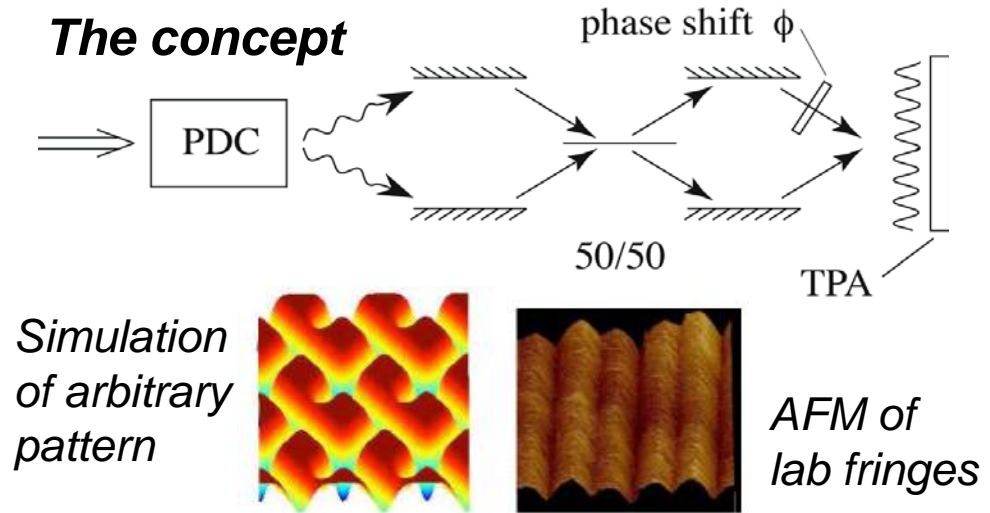 The concept
phase shift ϕ
PDC
50/50
TPA
Simulation
of arbitrary
pattern
AFM of
lab fringes